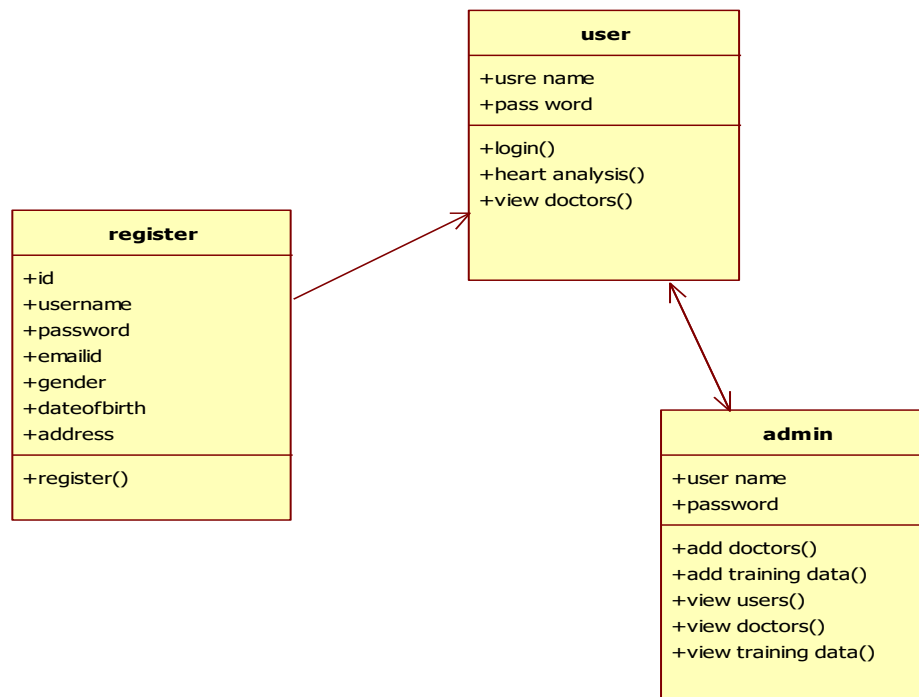 user
+usre name
+pass word
+login()
+heart analysis()
+view doctors()
register
+id
+username
+password
+emailid
+gender
+dateofbirth
+address
+register()
admin
+user name
+password
+add doctors()
+add training data()
+view users()
+view doctors()
+view training data()